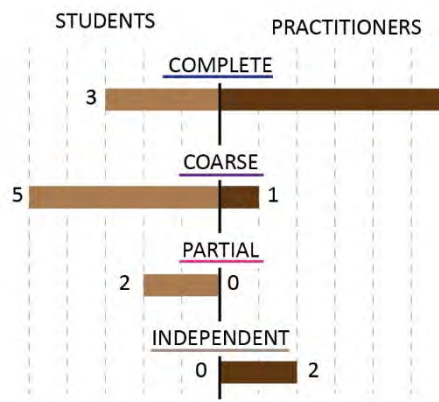 STUDENTS PRACTITIONERS
COMPLETE
3
COARSE
5 1
PARTIAL
2 0
INDEPENDENT
0 2